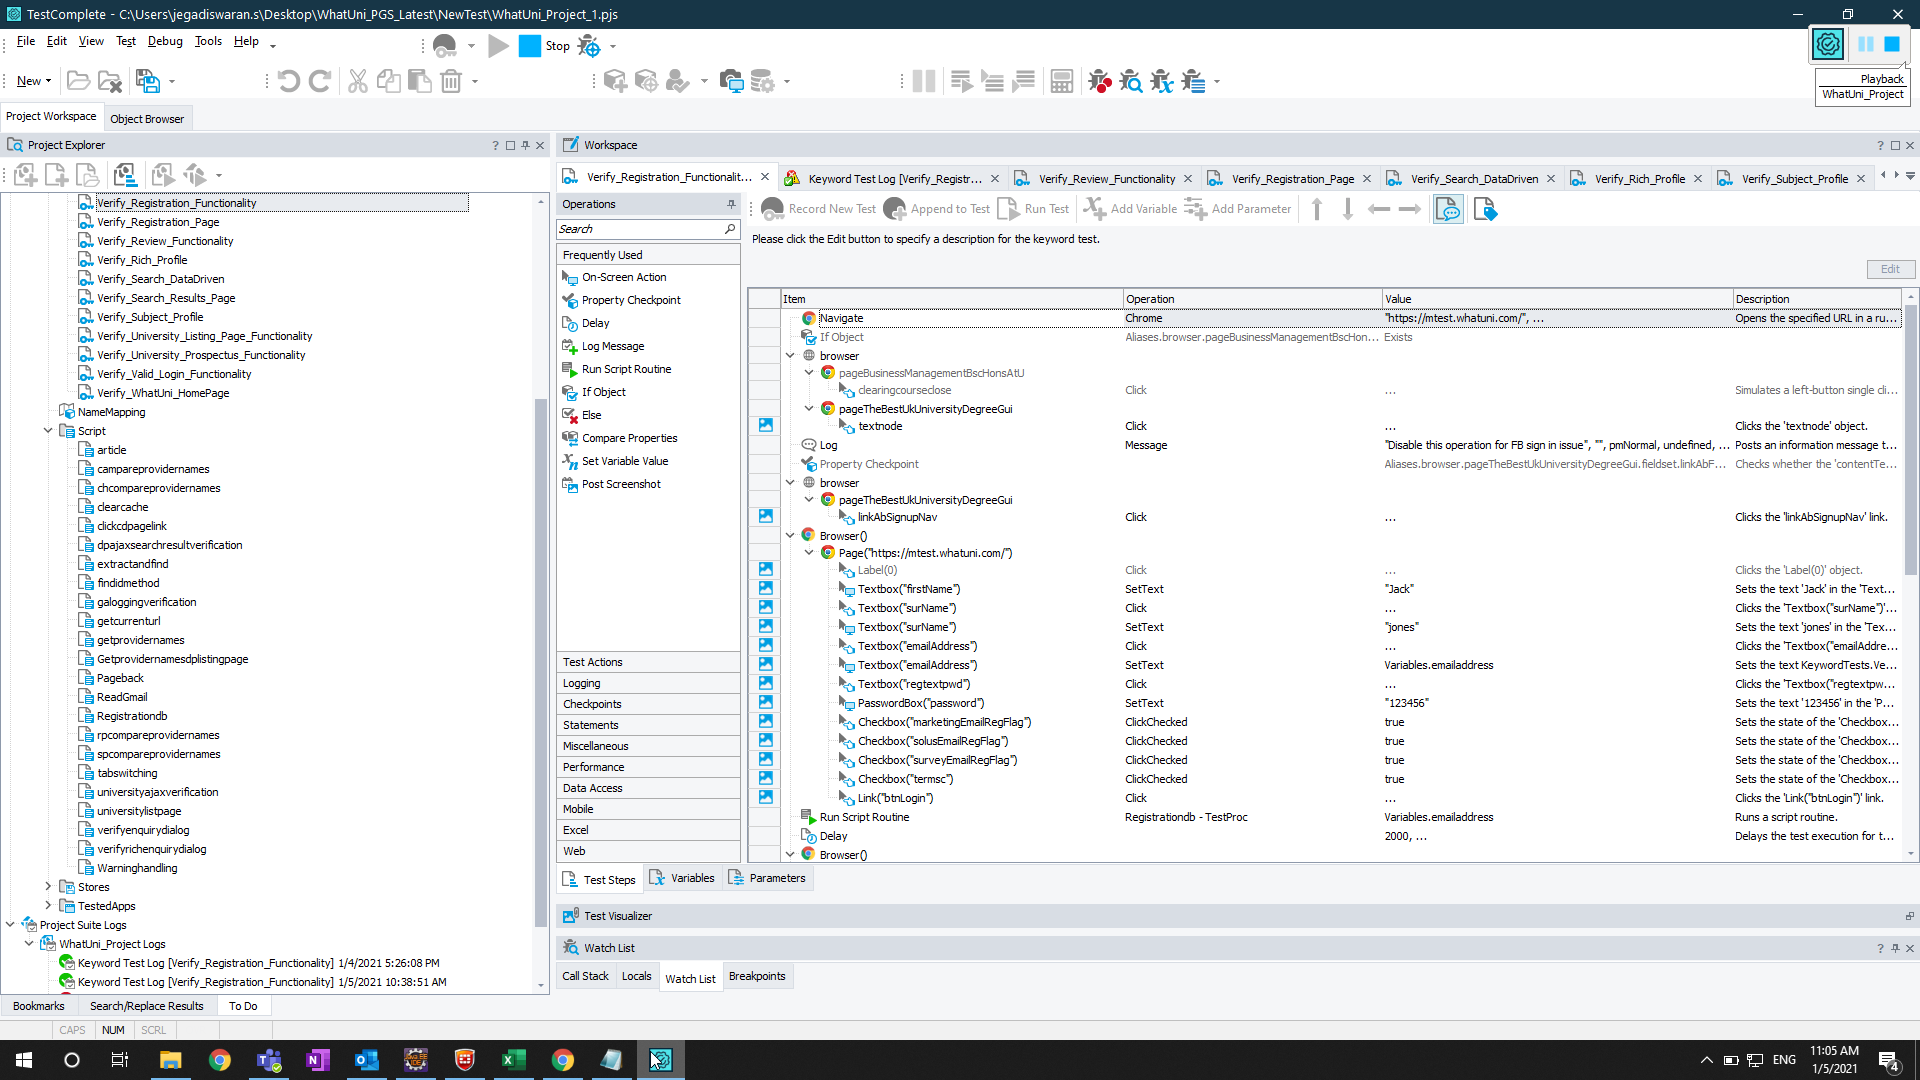 TestComplete - C:\Users\jegadiswaran.s\Desktop\WhatUni_PGS_Latest\NewTest\WhatUni_Project_1.pjs
File Edit View Test Debug Tools Help
Stop
New
Playback
WhatUni_Project
Project Workspace
Object Browser
Project Explorer
Verify_Registration_Functionality
Verify_Registration_Page
Verify_Review_Functionality
Verify_Rich_Profile
Verify_Search_DataDriven
Verify_Search_Results_Page
Verify_Subject_Profile
Verify_University_Listing_Page_Functionality
Verify_University_Prospectus_Functionality
Verify_Valid_Login_Functionality
Verify_WhatUni_HomePage
NameMapping
Script
article
campareprovidernames
chcompareprovidernames
clearcache
clickcdpagelink
dpajaxsearchresultverification
extractandfind
findidmethod
galoggingverification
getcurrenturl
getprovidernames
Getprovidernamesdplistingpage
Pageback
ReadGmail
Registrationdb
rpcompareprovidernames
spcompareprovidernames
tabswitching
universityajaxverification
universitylistpage
verifyenquirydialog
verifyrichenquirydialog
Warninghandling
Stores
TestedApps
Project Suite Logs
WhatUni_Project Logs
Keyword Test Log [Verify_Registration_Functionality] 1/4/2021 5:26:08 PM
Keyword Test Log [Verify_Registration_Functionality] 1/5/2021 10:38:51 AM
Bookmarks
Search/Replace Results
To Do
CAPS NUM SCRL
Workspace
Verify_Registration_Functionalit...
Keyword Test Log [Verify_Registr...
Verify_Review_Functionality
Verify_Registration_Page
Verify_Search_DataDriven
Verify_Rich_Profile
Verify_Subject_Profile
Operations
Search
Frequently Used
On-Screen Action
Property Checkpoint
Delay
Log Message
Run Script Routine
If Object
Else
Compare Properties
Set Variable Value
Post Screenshot
Test Actions
Logging
Checkpoints
Statements
Miscellaneous
Performance
Data Access
Mobile
Excel
Web
Record New Test Append to Test Run Test Add Variable Add Parameter
Please click the Edit button to specify a description for the keyword test.
Edit
Item Operation Value Description
Navigate Chrome "https://mtest.whatuni.com/", ... Opens the specified URL in a ru...
If Object Aliases.browser.pageBusinessManagementBscHon... Exists
browser
pageBusinessManagementBscHonsAtU
clearingcourseclose Click ... Simulates a left-button single cli...
pageTheBestUkUniversityDegreeGui
textnode Click ... Clicks the 'textnode' object.
Log Message "Disable this operation for FB sign in issue", "", pmNormal, undefined, ... Posts an information message t...
Property Checkpoint Aliases.browser.pageTheBestUkUniversityDegreeGui.fieldset.linkAbF... Checks whether the 'contentTe...
browser
pageTheBestUkUniversityDegreeGui
linkAbSignupNav Click ... Clicks the 'linkAbSignupNav' link.
Browser()
Page("https://mtest.whatuni.com/")
Label(0) Click ... Clicks the 'Label(0)' object.
Textbox("firstName") SetText "Jack" Sets the text 'Jack' in the 'Text...
Textbox("surName") Click ... Clicks the 'Textbox("surName")'...
Textbox("surName") SetText "jones" Sets the text 'jones' in the 'Tex...
Textbox("emailAddress") Click ... Clicks the 'Textbox("emailAddre...
Textbox("emailAddress") SetText Variables.emailaddress Sets the text KeywordTests.Ve...
Textbox("regtextpwd") Click ... Clicks the 'Textbox("regtextpw...
PasswordBox("password") SetText "123456" Sets the text '123456' in the 'P...
Checkbox("marketingEmailRegFlag") ClickChecked true Sets the state of the 'Checkbox...
Checkbox("solusEmailRegFlag") ClickChecked true Sets the state of the 'Checkbox...
Checkbox("surveyEmailRegFlag") ClickChecked true Sets the state of the 'Checkbox...
Checkbox("termsc") ClickChecked true Sets the state of the 'Checkbox...
Link("btnLogin") Click ... Clicks the 'Link("btnLogin")' link.
Run Script Routine Registrationdb - TestProc Variables.emailaddress Runs a script routine.
Delay 2000, ... Delays the test execution for t...
Browser()
Test Steps Variables Parameters
Test Visualizer
Watch List
Call Stack Locals Watch List Breakpoints
ENG
11:05 AM
1/5/2021
4